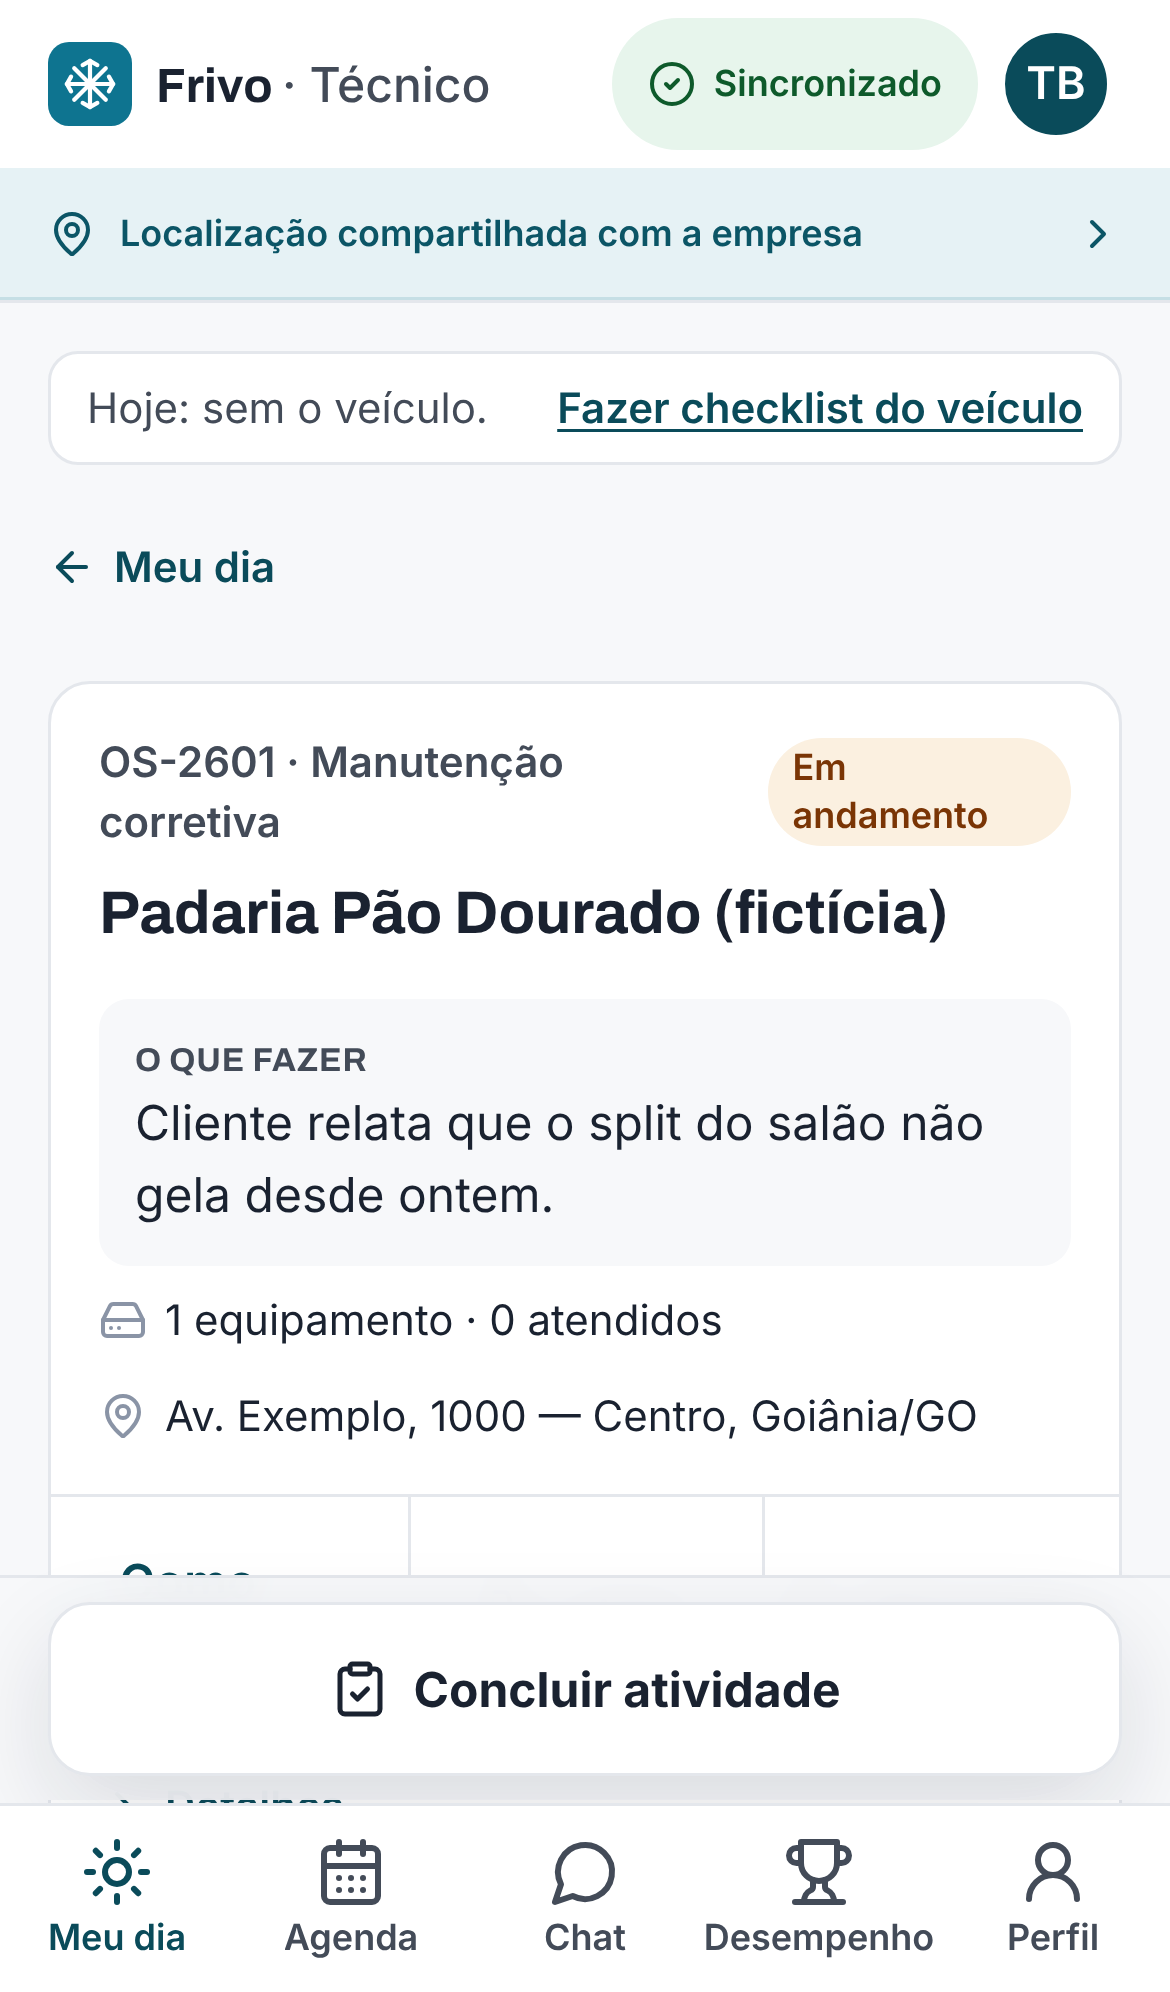 Frivo · Técnico
Sincronizado
TB
Localização compartilhada com a empresa
Hoje: sem o veículo.
Fazer checklist do veículo
Meu dia
OS-2601 · Manutenção
corretiva
Em
andamento
Padaria Pão Dourado (fictícia)
O QUE FAZER
Cliente relata que o split do salão não
gela desde ontem.
1 equipamento · 0 atendidos
Av. Exemplo, 1000 — Centro, Goiânia/GO
Concluir atividade
Meu dia
Agenda
Chat
Desempenho
Perfil